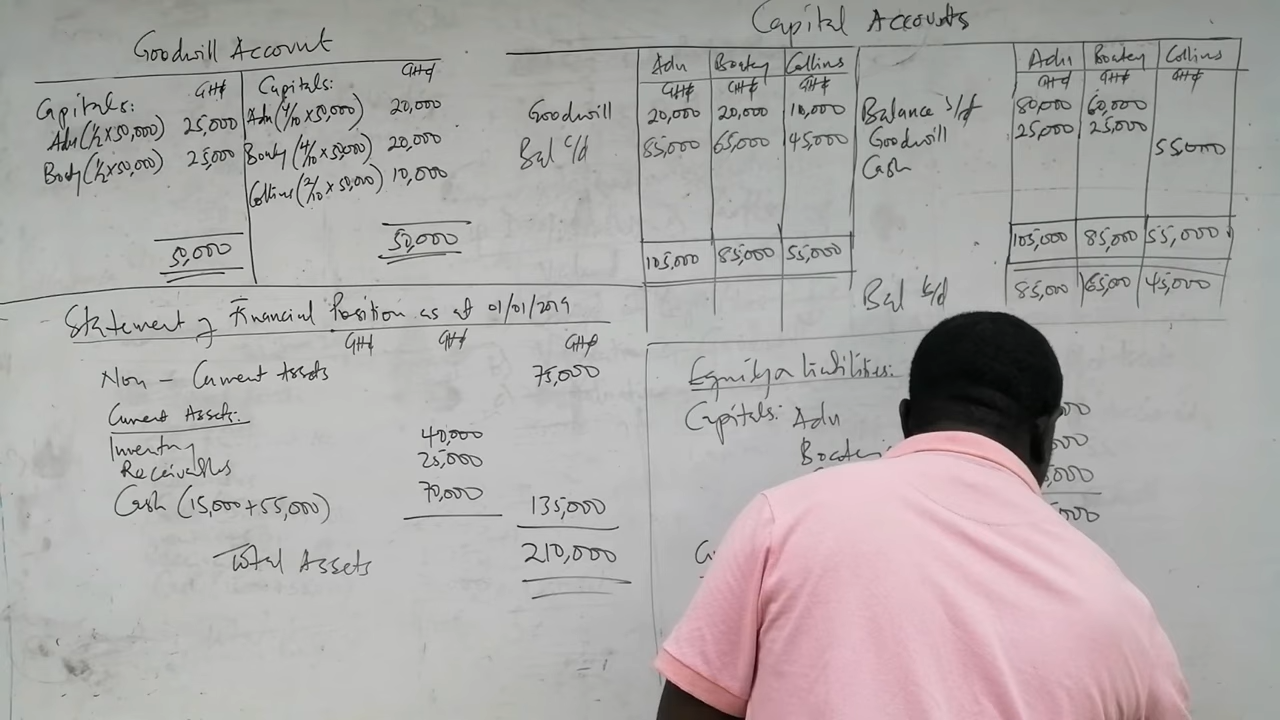 Goodwill Account
GH¢ GH¢
Capitals: Capitals:
Adu (1/2 x 50,000) 25,000 Adu (4/10 x 50,000) 20,000
Boaty (1/2 x 50,000) 25,000 Boaty (4/10 x 50,000) 20,000
Collins (2/10 x 50,000) 10,000
50,000 50,000
Capital Accounts
Adu Boatey Collins Adu Boatey Collins
GH¢ GH¢ GH¢ GH¢ GH¢ GH¢
Goodwill 20,000 20,000 10,000 Balance b/d 80,000 60,000
Bal c/d 85,000 65,000 45,000 Goodwill 25,000 25,000
Cash 55,000
105,000 85,000 55,000 105,000 85,000 55,000
Bal b/d 85,000 65,000 45,000
Statement of Financial Position as at 01/01/2019
GH¢ GH¢ GH¢
Non - Current Assets 75,000
Current Assets:
Inventory 40,000
Receivables 25,000
Cash (15,000+55,000) 70,000 135,000
Total Assets 210,000
Equity & Liabilities:
Capitals: Adu